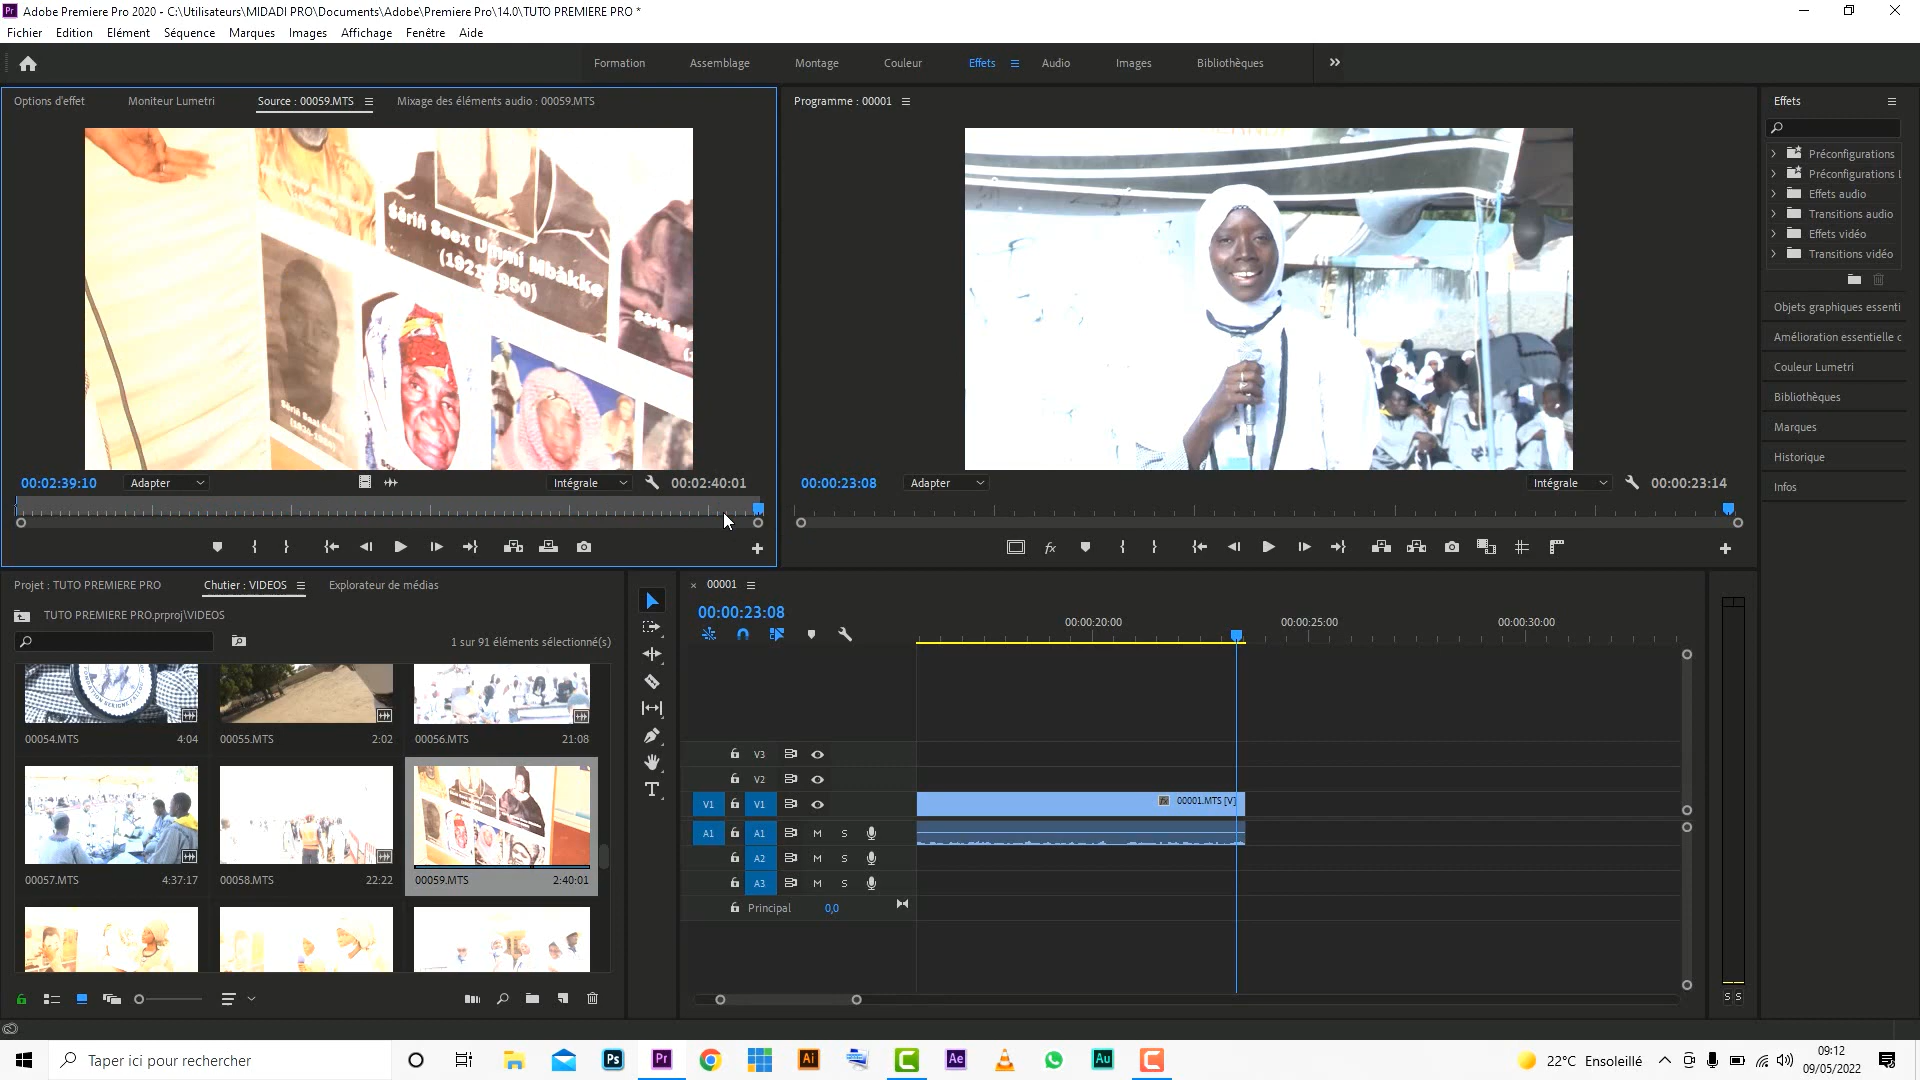 Adobe Premiere Pro 2020 - C:\Utilisateurs\MIDADI PRO\Documents\Adobe\Premiere Pro\14.0\TUTO PREMIERE PRO *
Fichier Edition Elément Séquence Marques Images Affichage Fenêtre Aide
Formation Assemblage Montage Couleur Effets Audio Images Bibliothèques
Options d'effet Moniteur Lumetri Source : 00059.MTS Mixage des éléments audio : 00059.MTS
Programme : 00001
Effets
Sëriñ Seex Ummi Mbàkke
Préconfigurations
Préconfigurations L
Effets audio
Transitions audio
Effets vidéo
Transitions vidéo
Objets graphiques essenti
Amélioration essentielle c
Couleur Lumetri
Bibliothèques
Marques
Historique
Infos
00:02:39:10 Adapter Intégrale 00:02:40:01
00:00:23:08 Adapter Intégrale 00:00:23:14
Projet : TUTO PREMIERE PRO Chutier : VIDEOS Explorateur de médias
TUTO PREMIERE PRO.prproj\VIDEOS
1 sur 91 éléments sélectionné(s)
00054.MTS 4:04 00055.MTS 2:02 00056.MTS 21:08
00057.MTS 4:37:17 00058.MTS 22:22 00059.MTS 2:40:01
00001
00:00:23:08
00:00:20:00 00:00:25:00 00:00:30:00
V3
V2
V1 V1 00001.MTS [V]
A1 A1 M S
A2 M S
A3 M S
Principal 0,0
S S
Taper ici pour rechercher
22°C Ensoleillé
09:12
09/05/2022